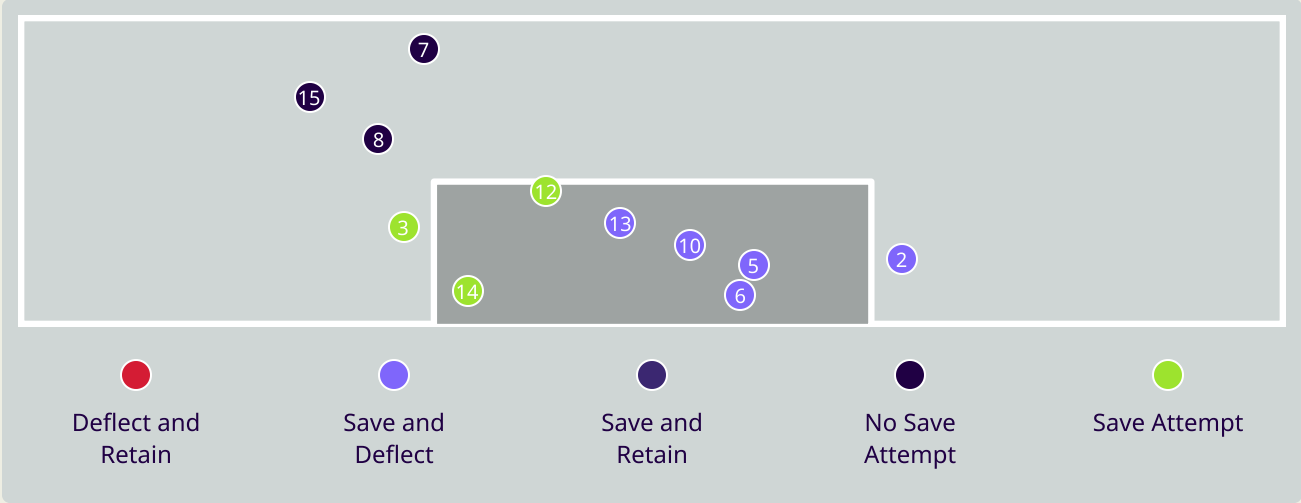 7
15
8
12
3
13
10
2
5
14
6
Deflect and
Retain
Save and
Deflect
Save and
Retain
No Save
Attempt
Save Attempt